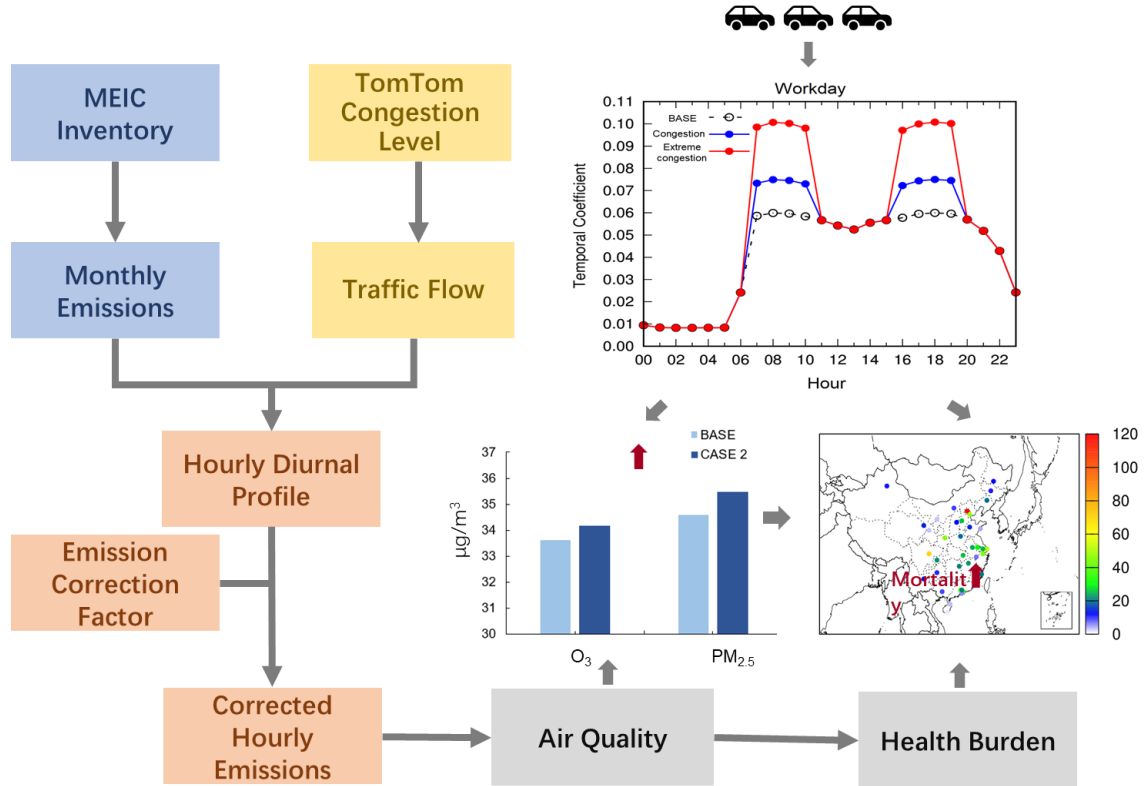 MEIC
Inventory
TomTom
Congestion
Level
Monthly
Emissions
Traffic Flow
Hourly Diurnal
Profile
Emission
Correction
Factor
Corrected
Hourly
Emissions
Air Quality
Health Burden
Workday
BASE
Congestion
Extreme
congestion
Temporal Coefficient
0.11
0.10
0.09
0.08
0.07
0.06
0.05
0.04
0.03
0.02
0.01
0.00
00 02 04 06 08 10 12 14 16 18 20 22
Hour
BASE
CASE 2
µg/m³
37
36
35
34
33
32
31
30
O₃ PM₂.₅
Mortalit
y
120
100
80
60
40
20
0